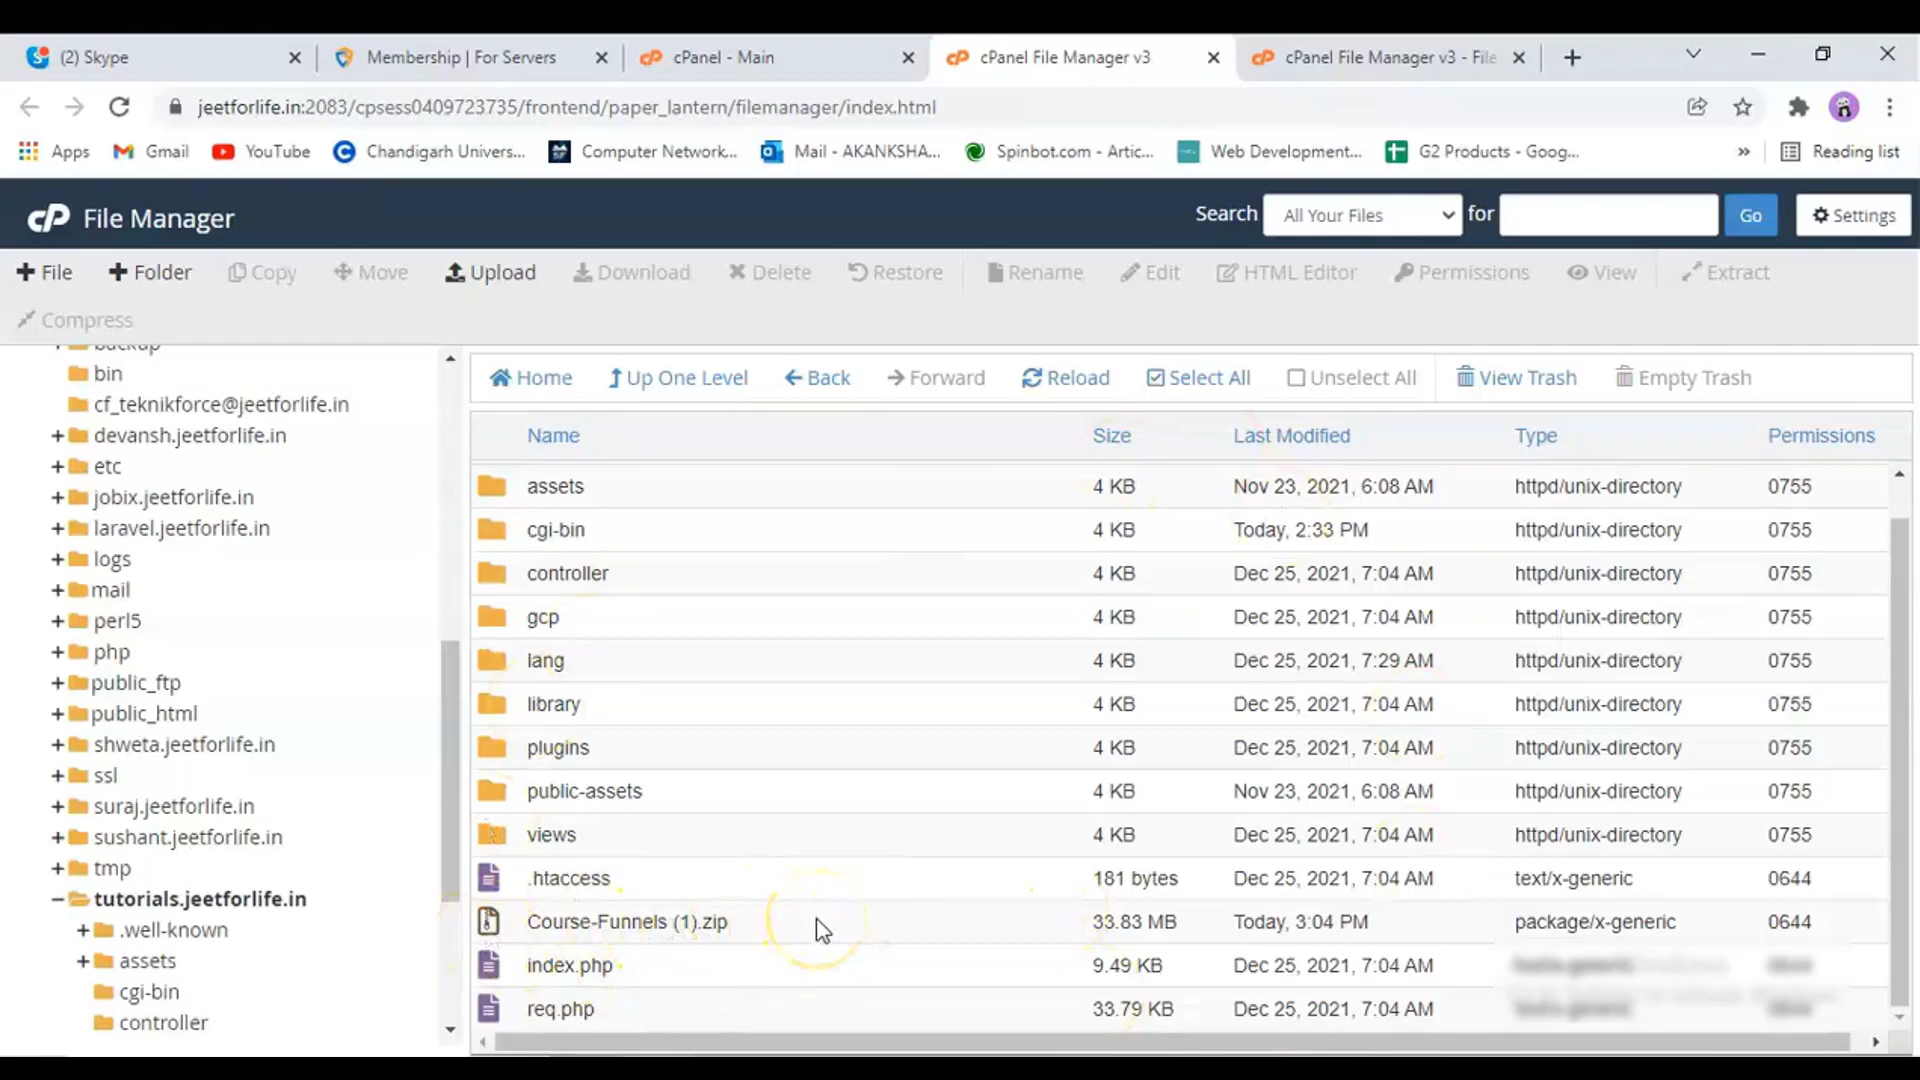 (2) Skype
Membership | For Servers
cPanel - Main
cPanel File Manager v3
cPanel File Manager v3 - File
jeetforlife.in:2083/cpsess0409723735/frontend/paper_lantern/filemanager/index.html
Apps
Gmail
YouTube
Chandigarh Univers...
Computer Network...
Mail - AKANKSHA...
Spinbot.com - Artic...
Web Development...
G2 Products - Goog...
»
Reading list
cP File Manager
Search All Your Files for Go Settings
File Folder Copy Move Upload Download Delete Restore Rename Edit HTML Editor Permissions View Extract
Compress
backup
bin
cf_teknikforce@jeetforlife.in
+ devansh.jeetforlife.in
+ etc
+ jobix.jeetforlife.in
+ laravel.jeetforlife.in
+ logs
+ mail
+ perl5
+ php
+ public_ftp
+ public_html
+ shweta.jeetforlife.in
+ ssl
+ suraj.jeetforlife.in
+ sushant.jeetforlife.in
+ tmp
− tutorials.jeetforlife.in
+ .well-known
+ assets
cgi-bin
controller
Home Up One Level Back Forward Reload Select All Unselect All View Trash Empty Trash
Name Size Last Modified Type Permissions
assets 4 KB Nov 23, 2021, 6:08 AM httpd/unix-directory 0755
cgi-bin 4 KB Today, 2:33 PM httpd/unix-directory 0755
controller 4 KB Dec 25, 2021, 7:04 AM httpd/unix-directory 0755
gcp 4 KB Dec 25, 2021, 7:04 AM httpd/unix-directory 0755
lang 4 KB Dec 25, 2021, 7:29 AM httpd/unix-directory 0755
library 4 KB Dec 25, 2021, 7:04 AM httpd/unix-directory 0755
plugins 4 KB Dec 25, 2021, 7:04 AM httpd/unix-directory 0755
public-assets 4 KB Nov 23, 2021, 6:08 AM httpd/unix-directory 0755
views 4 KB Dec 25, 2021, 7:04 AM httpd/unix-directory 0755
.htaccess 181 bytes Dec 25, 2021, 7:04 AM text/x-generic 0644
Course-Funnels (1).zip 33.83 MB Today, 3:04 PM package/x-generic 0644
index.php 9.49 KB Dec 25, 2021, 7:04 AM
req.php 33.79 KB Dec 25, 2021, 7:04 AM